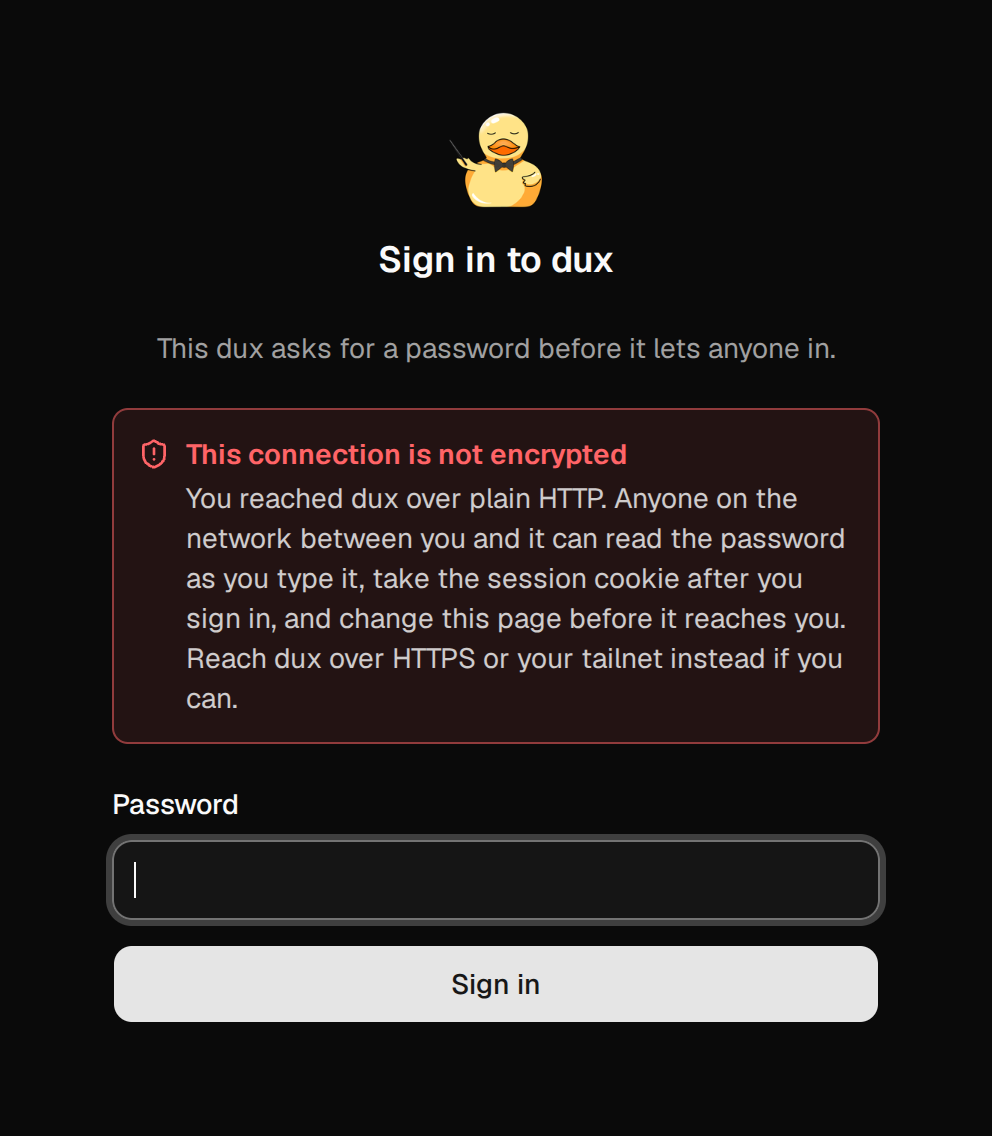 Sign in to dux
This dux asks for a password before it lets anyone in.
This connection is not encrypted
You reached dux over plain HTTP. Anyone on the
network between you and it can read the password
as you type it, take the session cookie after you
sign in, and change this page before it reaches you.
Reach dux over HTTPS or your tailnet instead if you
can.
Password
Sign in